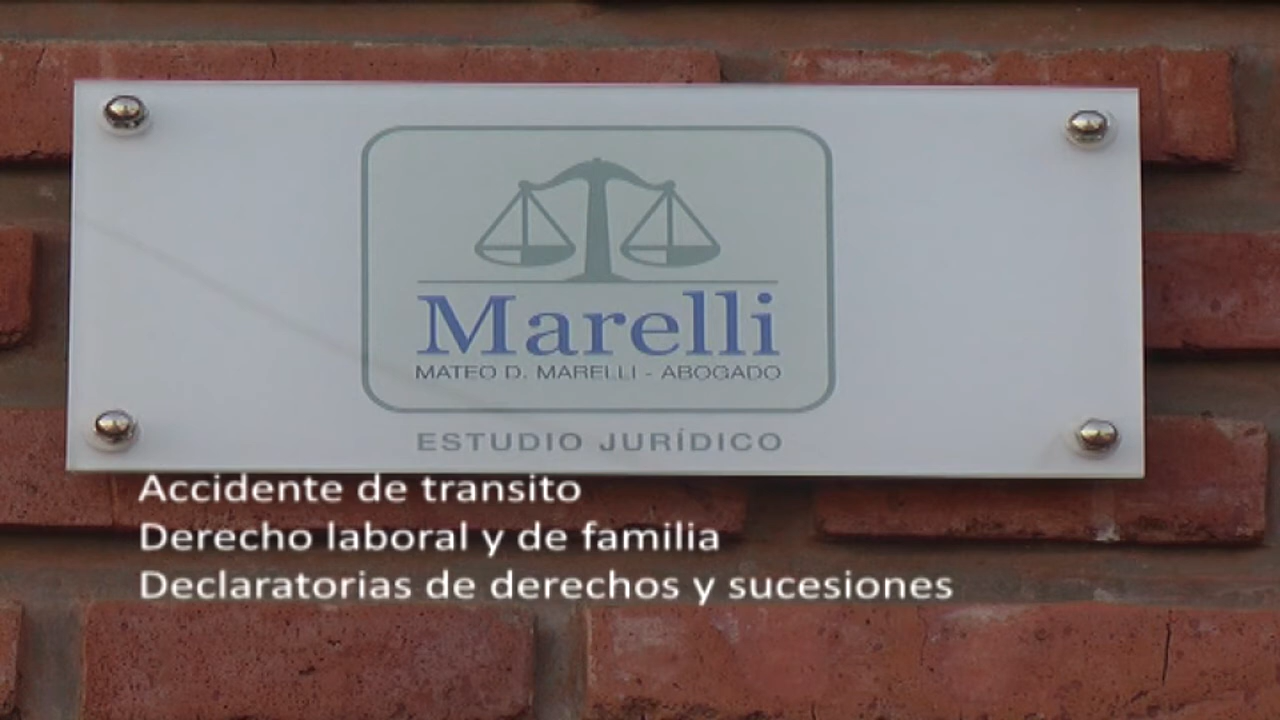 Marelli
MATEO D. MARELLI - ABOGADO
ESTUDIO JURÍDICO
Accidente de transito
Derecho laboral y de familia
Declaratorias de derechos y sucesiones